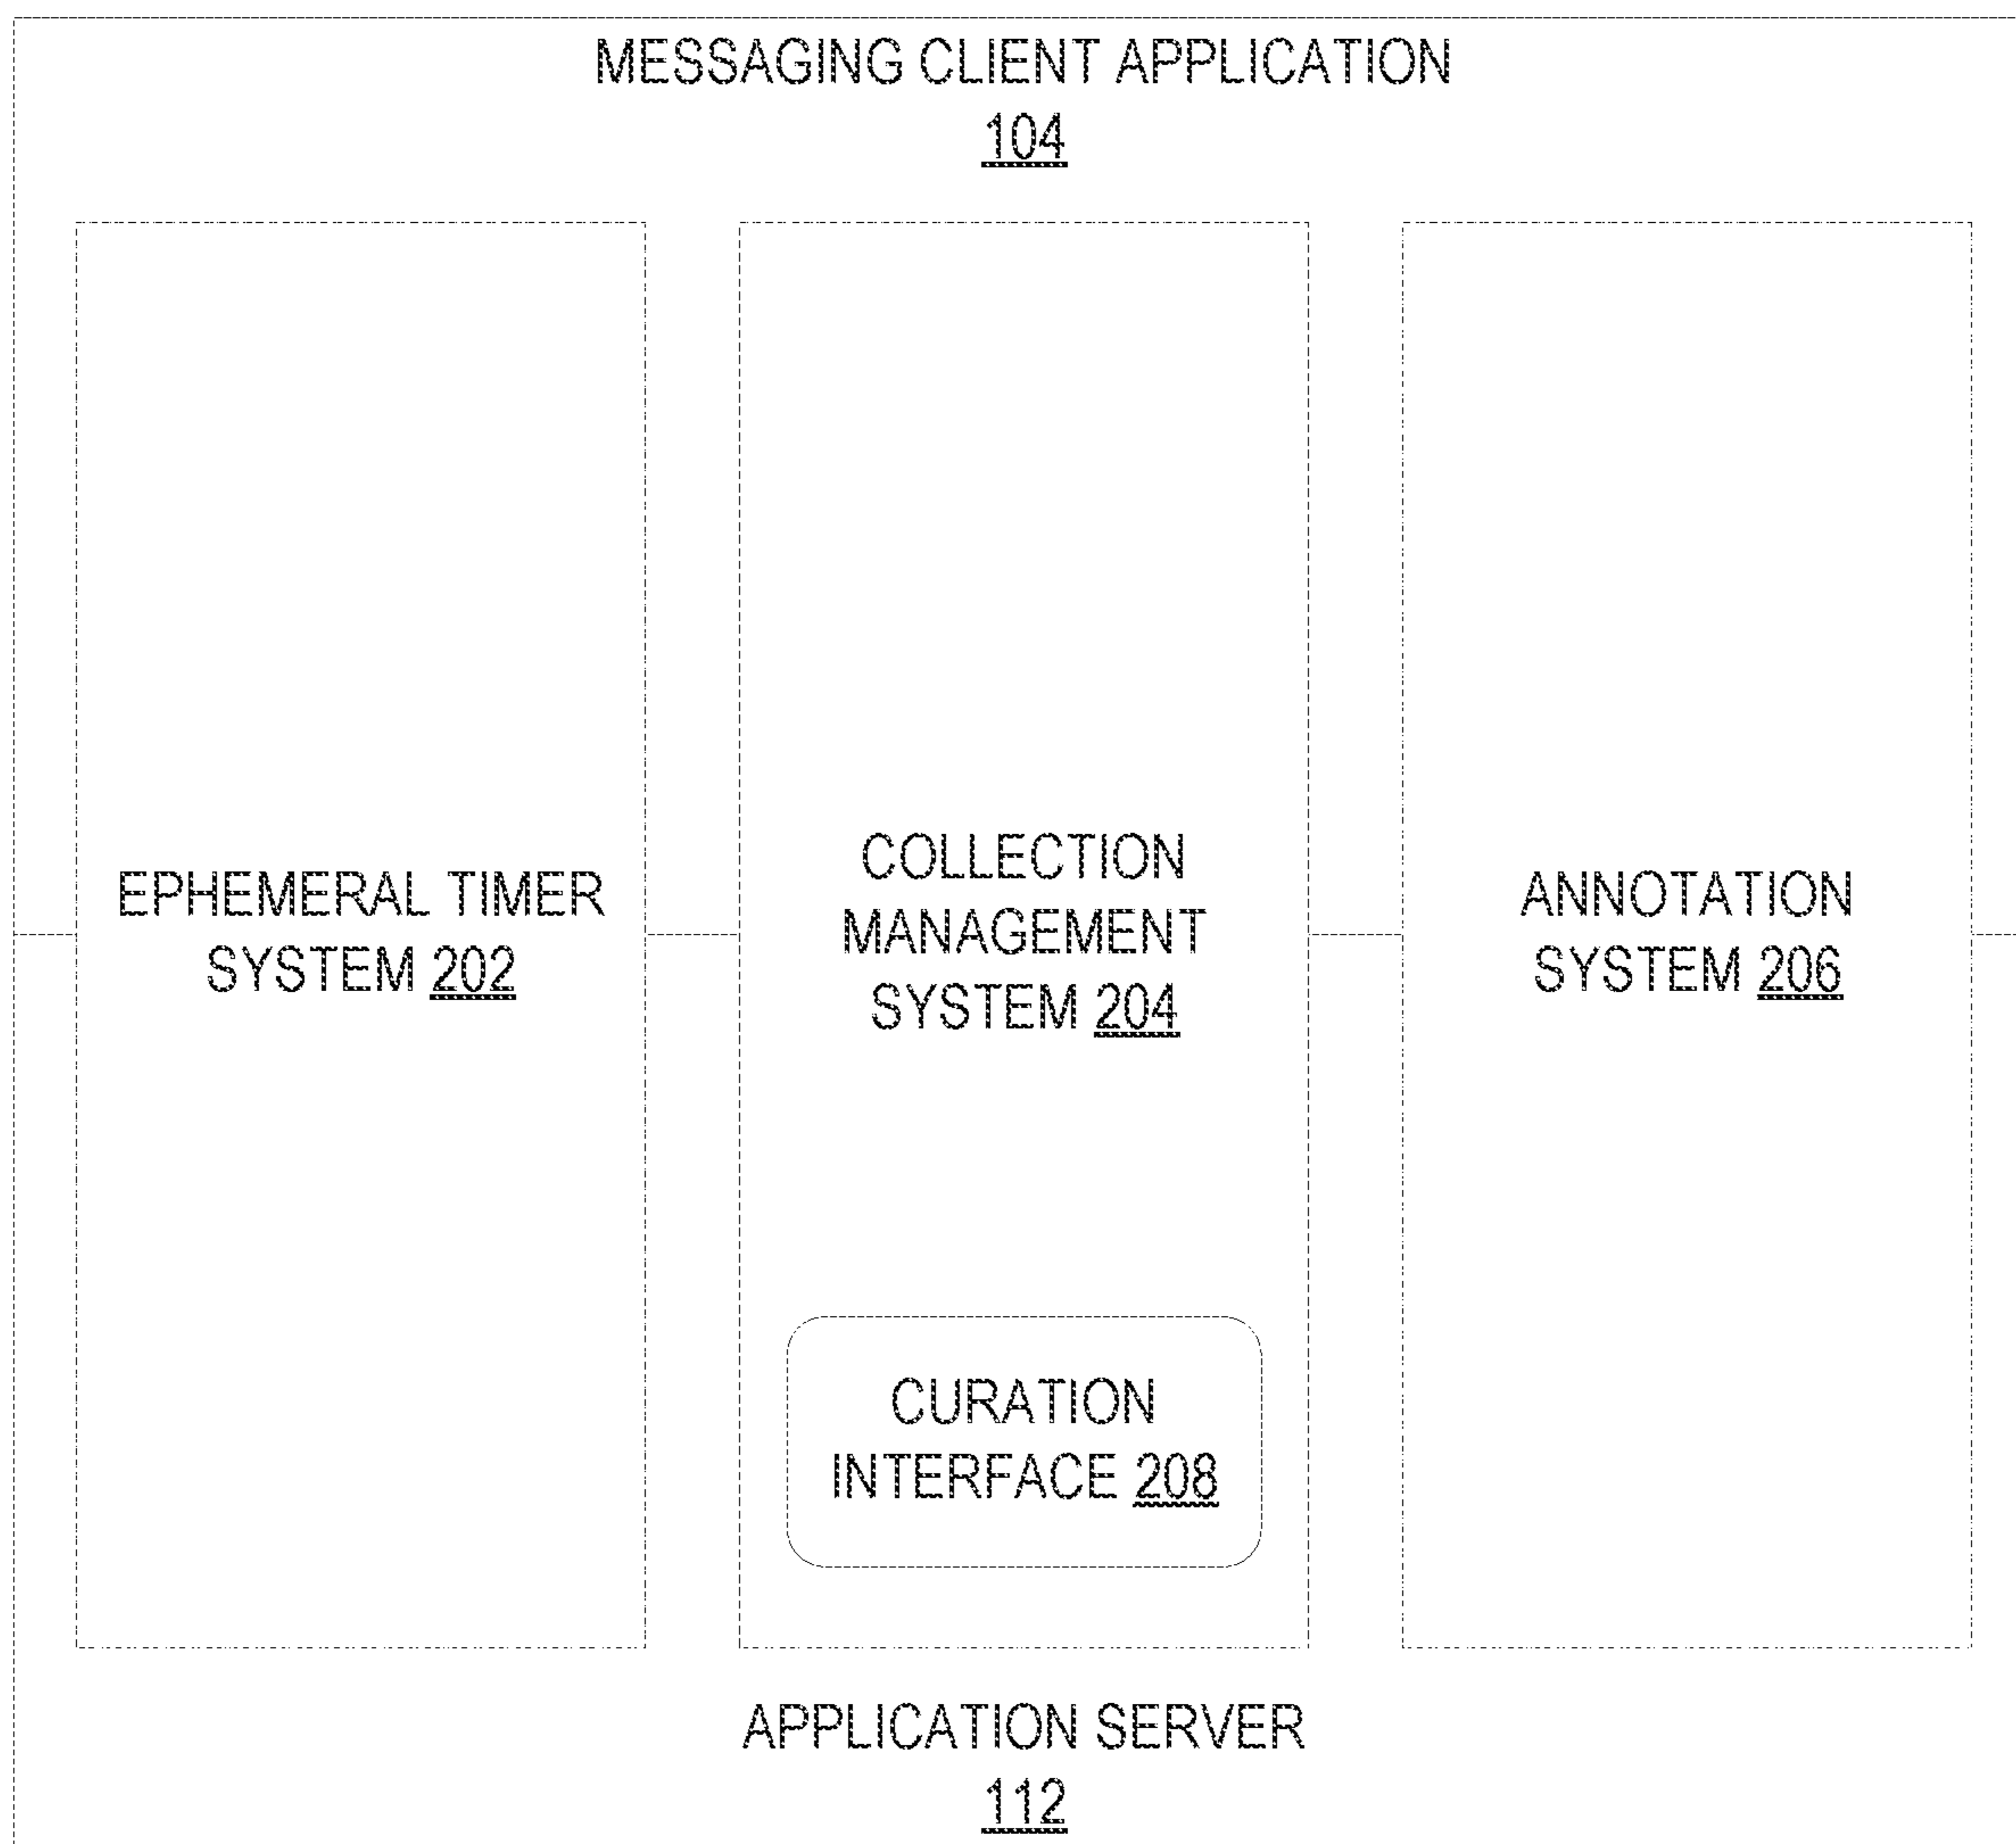 MESSAGING CLIENT APPLICATION
104
EPHEMERAL TIMER
SYSTEM 202
COLLECTION
MANAGEMENT
SYSTEM 204
ANNOTATION
SYSTEM 206
CURATION
INTERFACE 208
APPLICATION SERVER
112